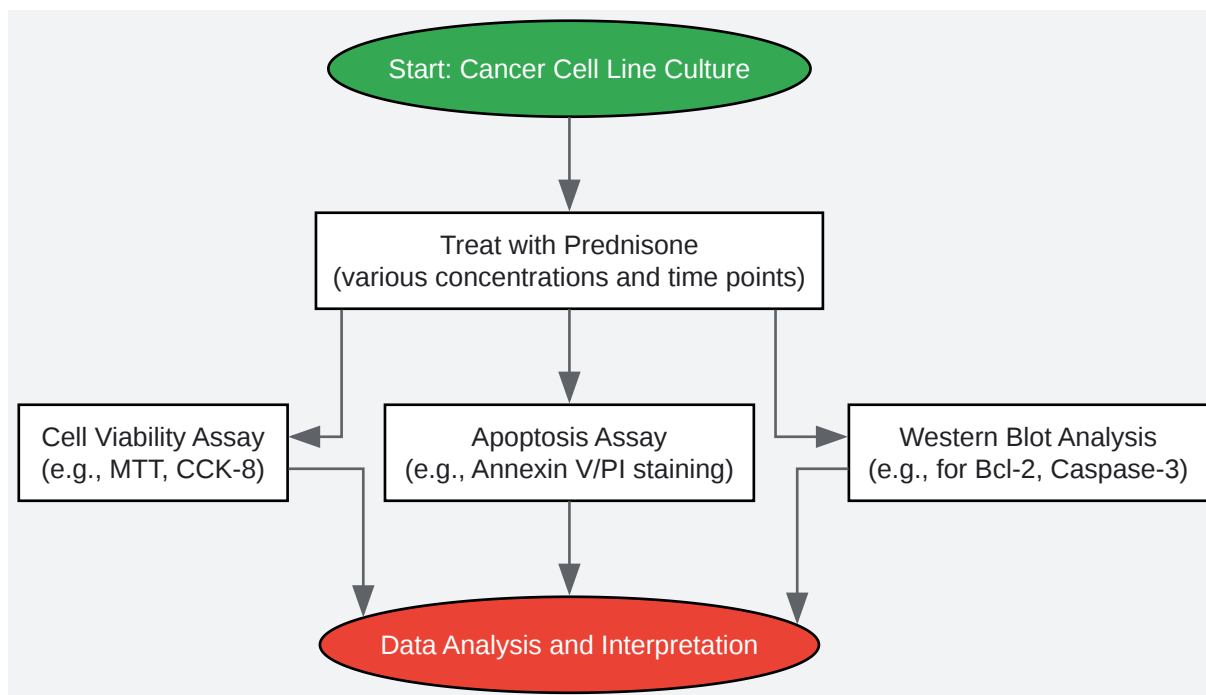 Start: Cancer Cell Line Culture
Treat with Prednisone
(various concentrations and time points)
Cell Viability Assay
(e.g., MTT, CCK-8)
Apoptosis Assay
(e.g., Annexin V/PI staining)
Western Blot Analysis
(e.g., for Bcl-2, Caspase-3)
Data Analysis and Interpretation